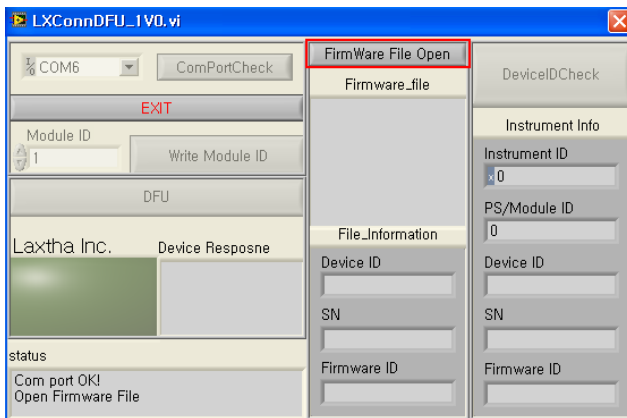 LXConnDFU_1V0.vi
COM6
ComPortCheck
EXIT
Module ID
1
Write Module ID
DFU
Laxtha Inc.
Device Resposne
status
Com port OK!
Open Firmware File
FirmWare File Open
Firmware_file
File_Information
Device ID
SN
Firmware ID
DeviceIDCheck
Instrument Info
Instrument ID
x 0
PS/Module ID
0
Device ID
SN
Firmware ID